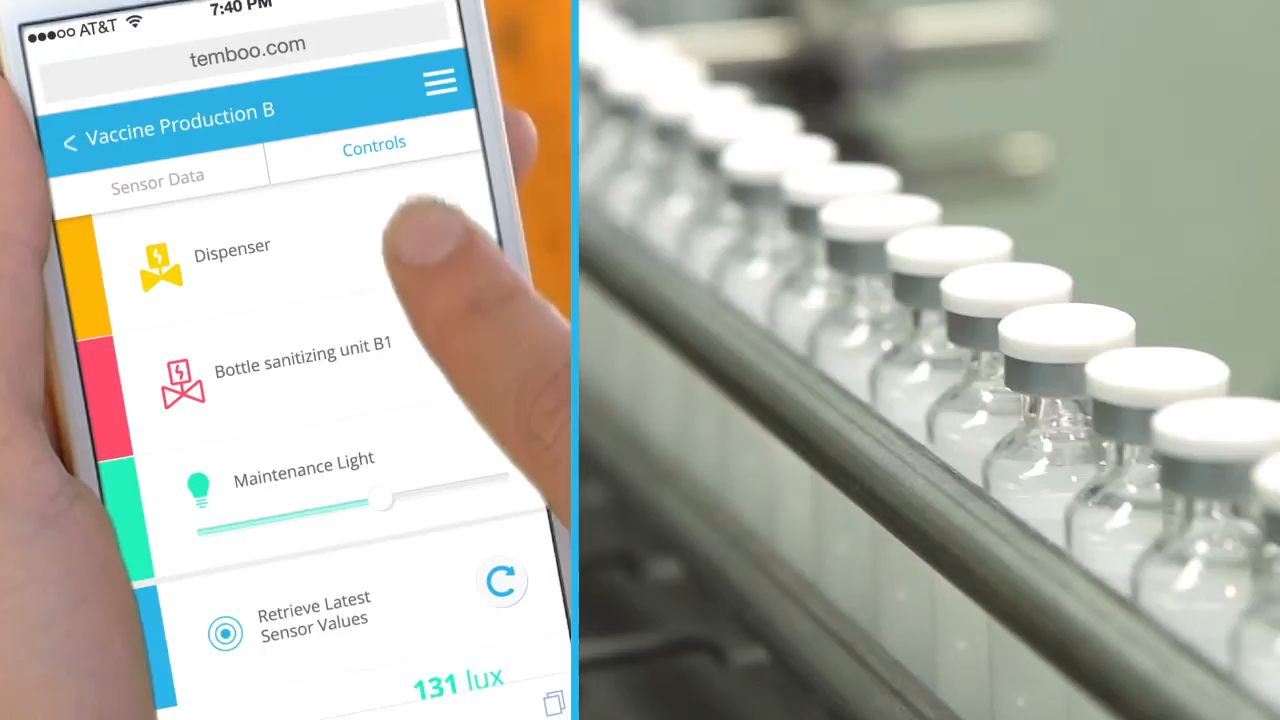 AT&T 7:40 PM
temboo.com
Vaccine Production B
Sensor Data Controls
Dispenser
Bottle sanitizing unit B1
Maintenance Light
Retrieve Latest
Sensor Values
131 lux